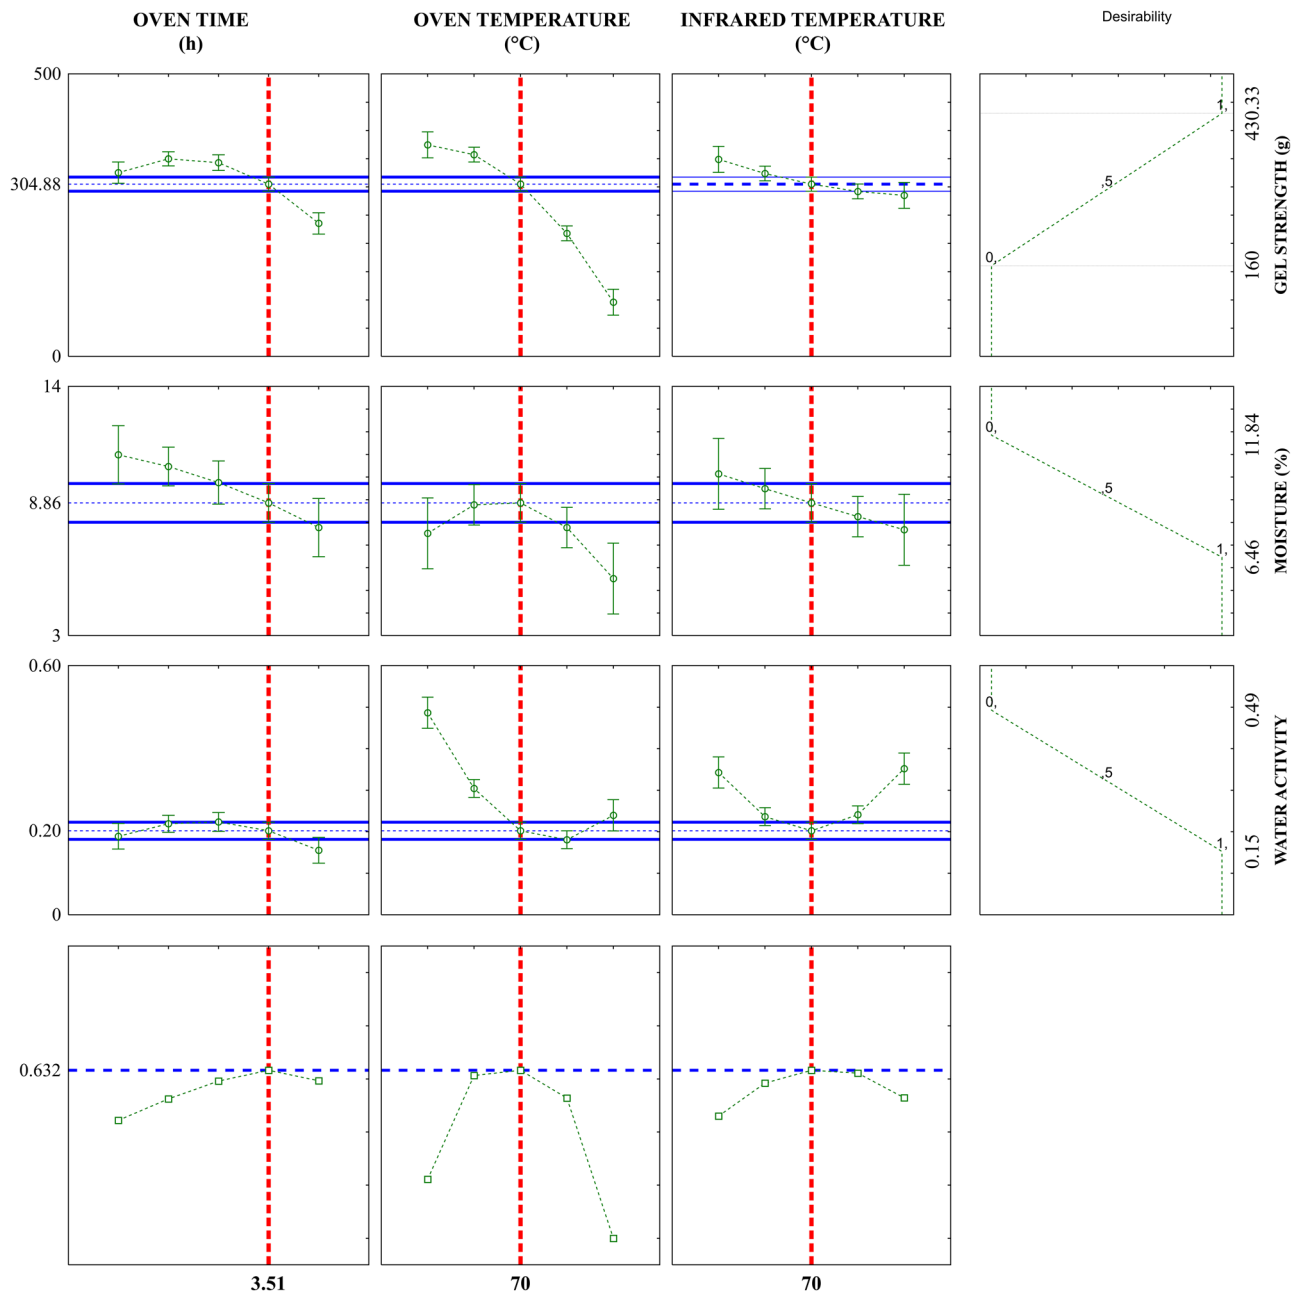 OVEN TIME
(h)
OVEN TEMPERATURE
(°C)
INFRARED TEMPERATURE
(°C)
Desirability
500
304.88
0
1,
,5
0,
430.33
160
GEL STRENGTH (g)
14
8.86
3
0,
,5
1,
11.84
6.46
MOISTURE (%)
0.60
0.20
0
0,
,5
1,
0.49
0.15
WATER ACTIVITY
0.632
3.51
70
70